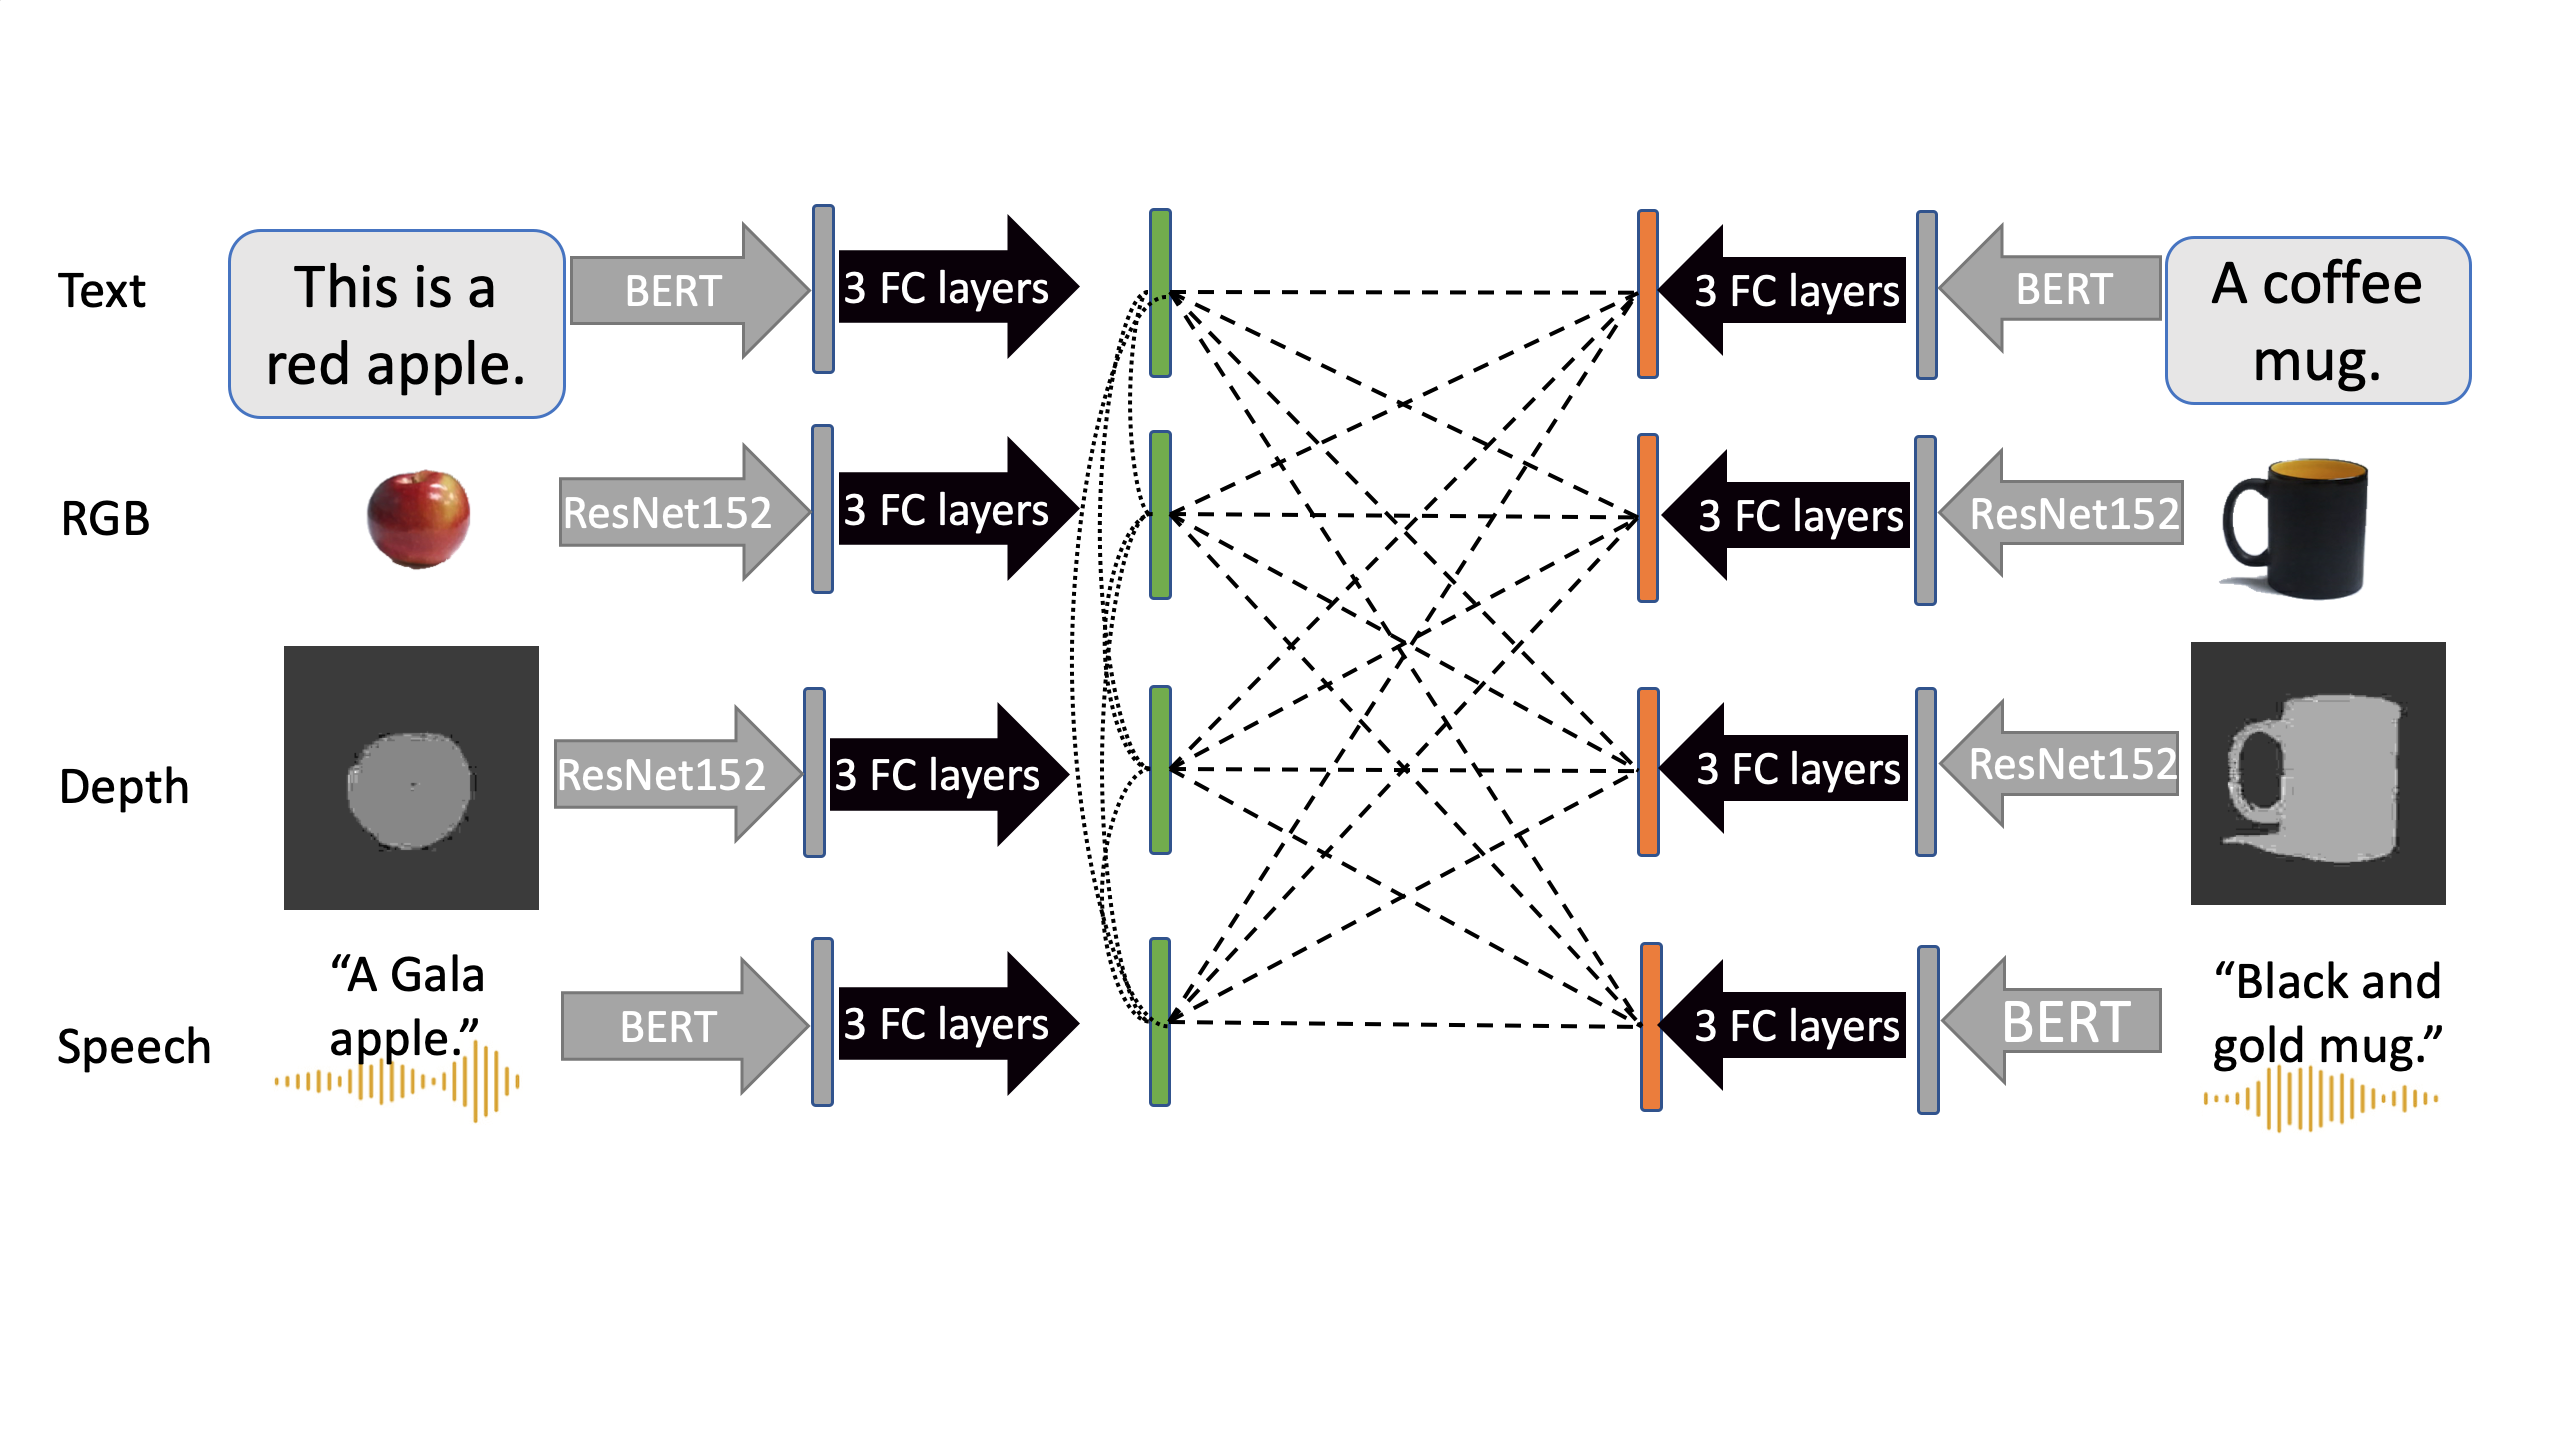 Text
This is a
red apple.
BERT
3 FC layers
3 FC layers
BERT
A coffee
mug.
RGB
ResNet152
3 FC layers
3 FC layers
ResNet152
Depth
ResNet152
3 FC layers
3 FC layers
ResNet152
Speech
“A Gala
apple.”
BERT
3 FC layers
3 FC layers
BERT
“Black and
gold mug.”